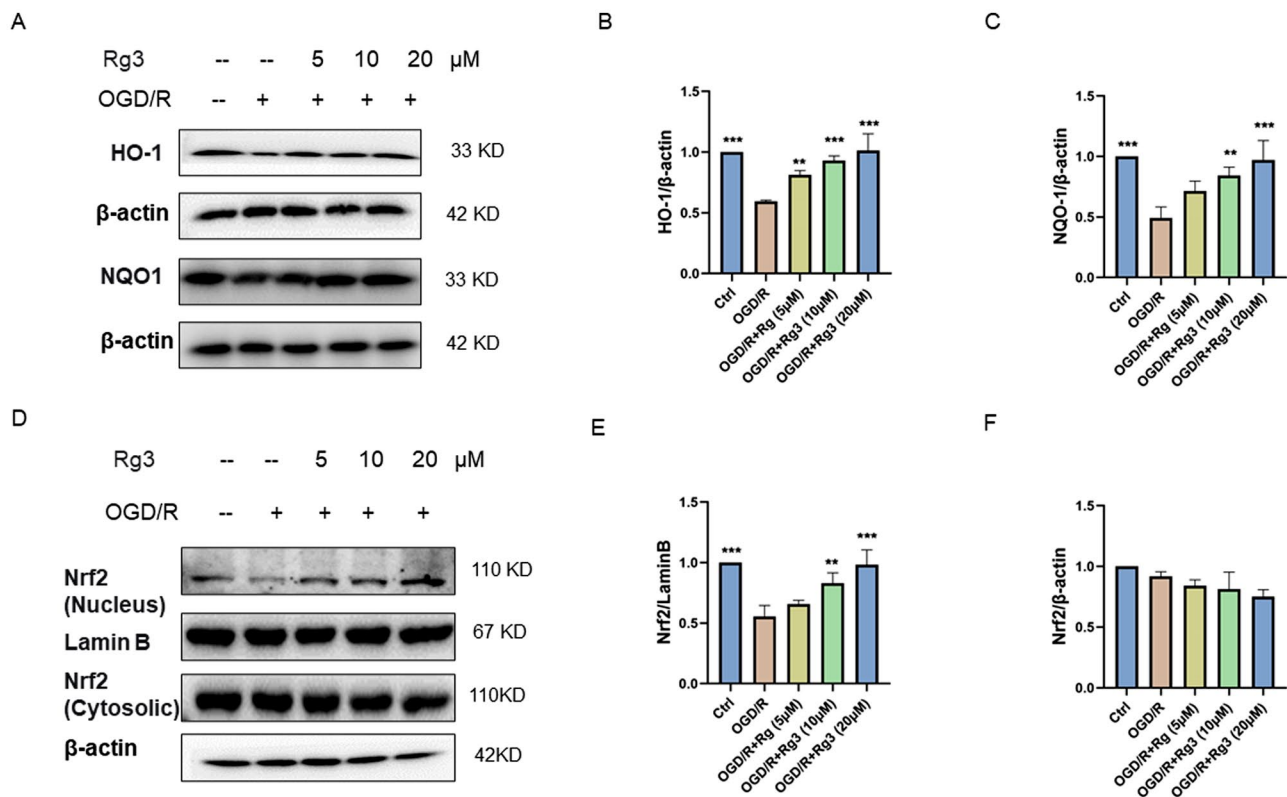 A
Rg3 -- -- 5 10 20 μM
OGD/R -- + + + +
HO-1 33 KD
β-actin 42 KD
NQO1 33 KD
β-actin 42 KD
B
HO-1/β-actin
1.5
1.0
0.5
0.0
*** ** *** ***
Ctrl
OGD/R
OGD/R+Rg (5μM)
OGD/R+Rg3 (10μM)
OGD/R+Rg3 (20μM)
C
NQO-1/β-actin
1.5
1.0
0.5
0.0
*** ** ***
Ctrl
OGD/R
OGD/R+Rg (5μM)
OGD/R+Rg3 (10μM)
OGD/R+Rg3 (20μM)
D
Rg3 -- -- 5 10 20 μM
OGD/R -- + + + +
Nrf2 110 KD
(Nucleus)
Lamin B 67 KD
Nrf2 110KD
(Cytosolic)
β-actin 42KD
E
Nrf2/LaminB
1.5
1.0
0.5
0.0
*** ** ***
Ctrl
OGD/R
OGD/R+Rg (5μM)
OGD/R+Rg3 (10μM)
OGD/R+Rg3 (20μM)
F
Nrf2/β-actin
1.5
1.0
0.5
0.0
Ctrl
OGD/R
OGD/R+Rg (5μM)
OGD/R+Rg3 (10μM)
OGD/R+Rg3 (20μM)